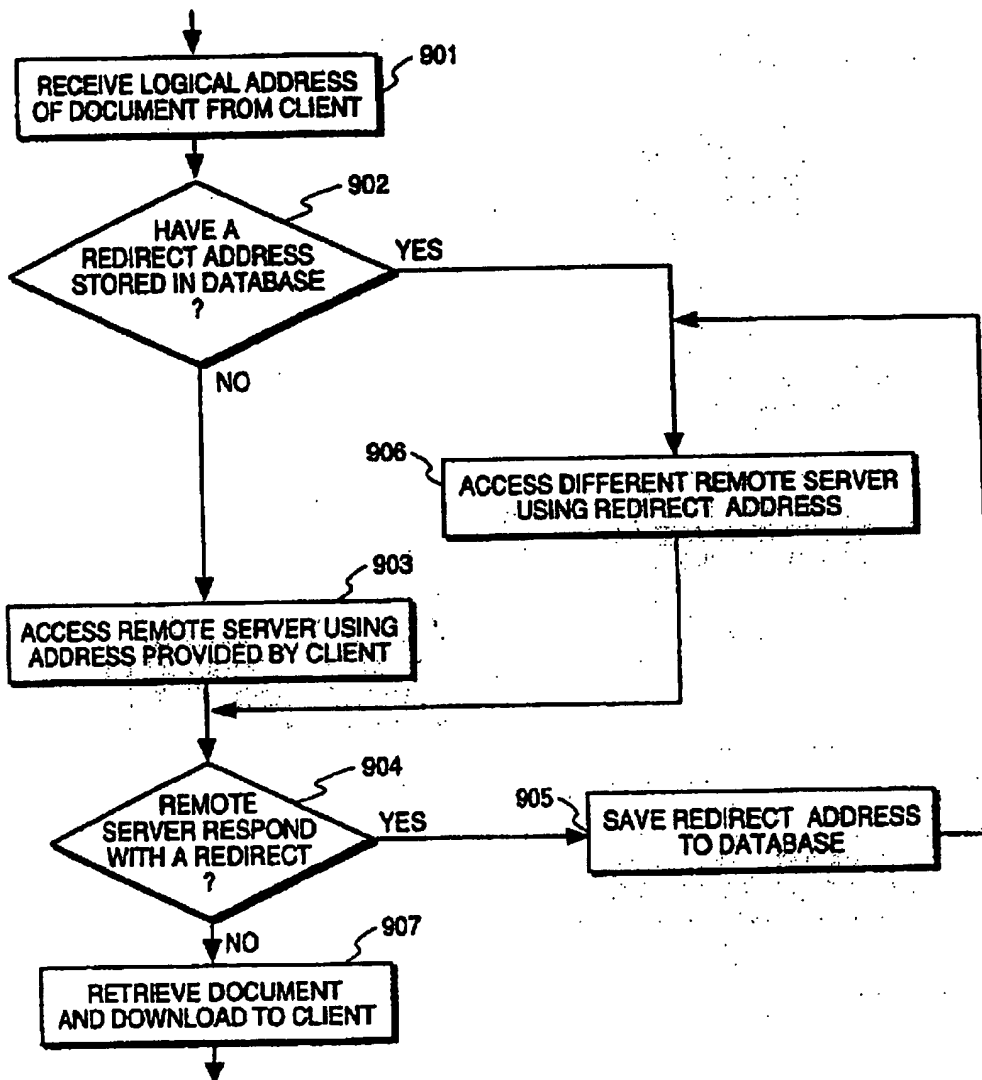 901
RECEIVE LOGICAL ADDRESS
OF DOCUMENT FROM CLIENT
902
HAVE A
REDIRECT ADDRESS
STORED IN DATABASE
?
YES
NO
906
ACCESS DIFFERENT REMOTE SERVER
USING REDIRECT ADDRESS
903
ACCESS REMOTE SERVER USING
ADDRESS PROVIDED BY CLIENT
904
REMOTE
SERVER RESPOND
WITH A REDIRECT
?
YES
905
SAVE REDIRECT ADDRESS
TO DATABASE
NO
907
RETRIEVE DOCUMENT
AND DOWNLOAD TO CLIENT